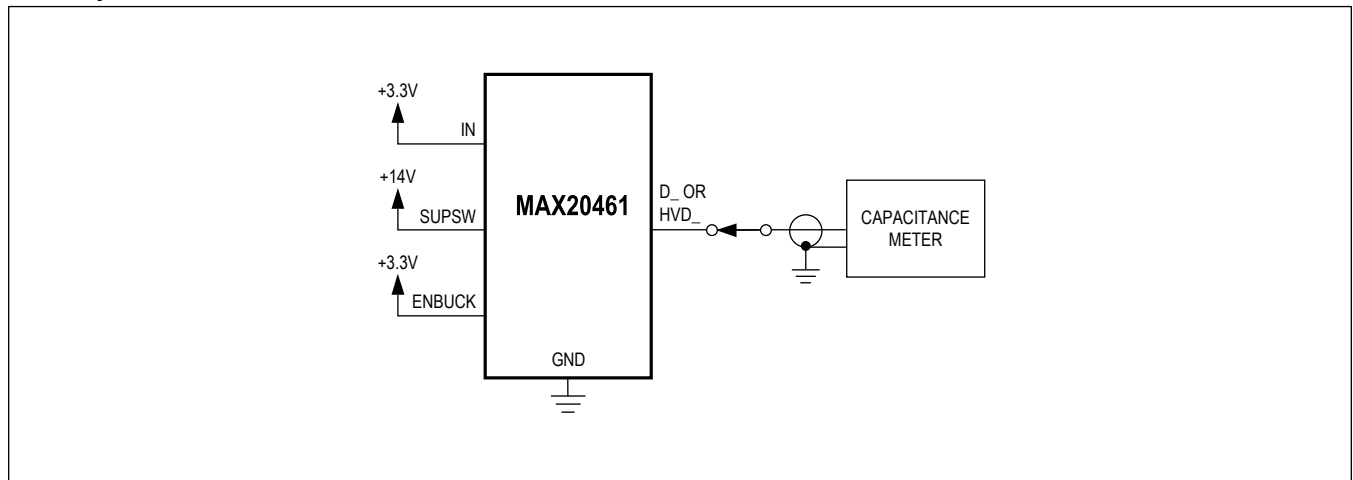 +3.3V
IN
+14V
SUPSW
+3.3V
ENBUCK
MAX20461
GND
D_ OR
HVD_
CAPACITANCE
METER